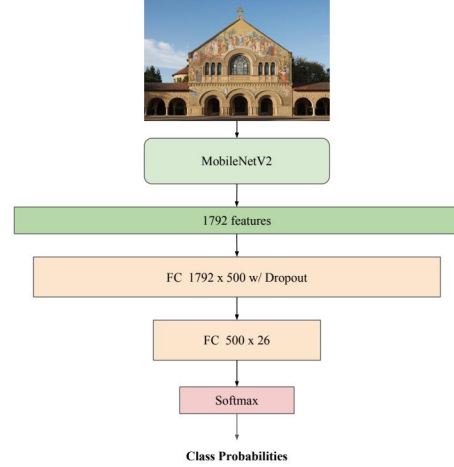 MobileNetV2
1792 features
FC 1792 x 500 w/ Dropout
FC 500 x 26
Softmax
Class Probabilities